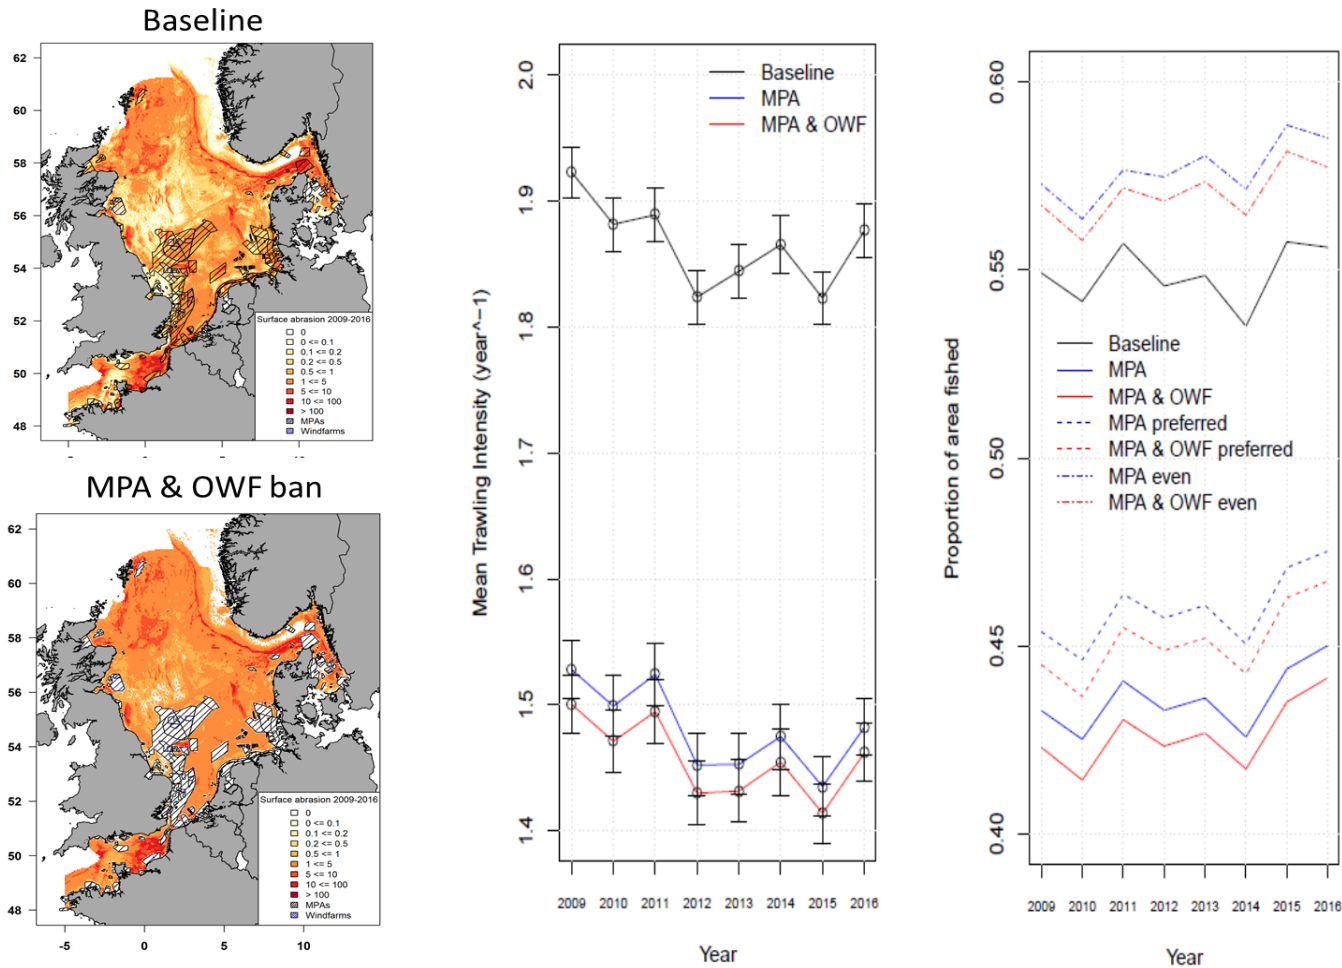 Baseline
62
60
58
56
54
52
50
48
-5
0
5
10
Surface abrasion 2009-2016
0
0 <= 0.1
0.1 <= 0.2
0.2 <= 0.5
0.5 <= 1
1 <= 5
5 <= 10
10 <= 100
> 100
MPAs
Windfarms
MPA & OWF ban
62
60
58
56
54
52
50
48
-5
0
5
10
Surface abrasion 2009-2016
0
0 <= 0.1
0.1 <= 0.2
0.2 <= 0.5
0.5 <= 1
1 <= 5
5 <= 10
10 <= 100
> 100
MPAs
Windfarms
Mean Trawling Intensity (year^−1)
2.0
1.9
1.8
1.7
1.6
1.5
1.4
Baseline
MPA
MPA & OWF
2009 2010 2011 2012 2013 2014 2015 2016
Year
Proportion of area fished
0.60
0.55
0.50
0.45
0.40
Baseline
MPA
MPA & OWF
MPA preferred
MPA & OWF preferred
MPA even
MPA & OWF even
2009 2010 2011 2012 2013 2014 2015 2016
Year